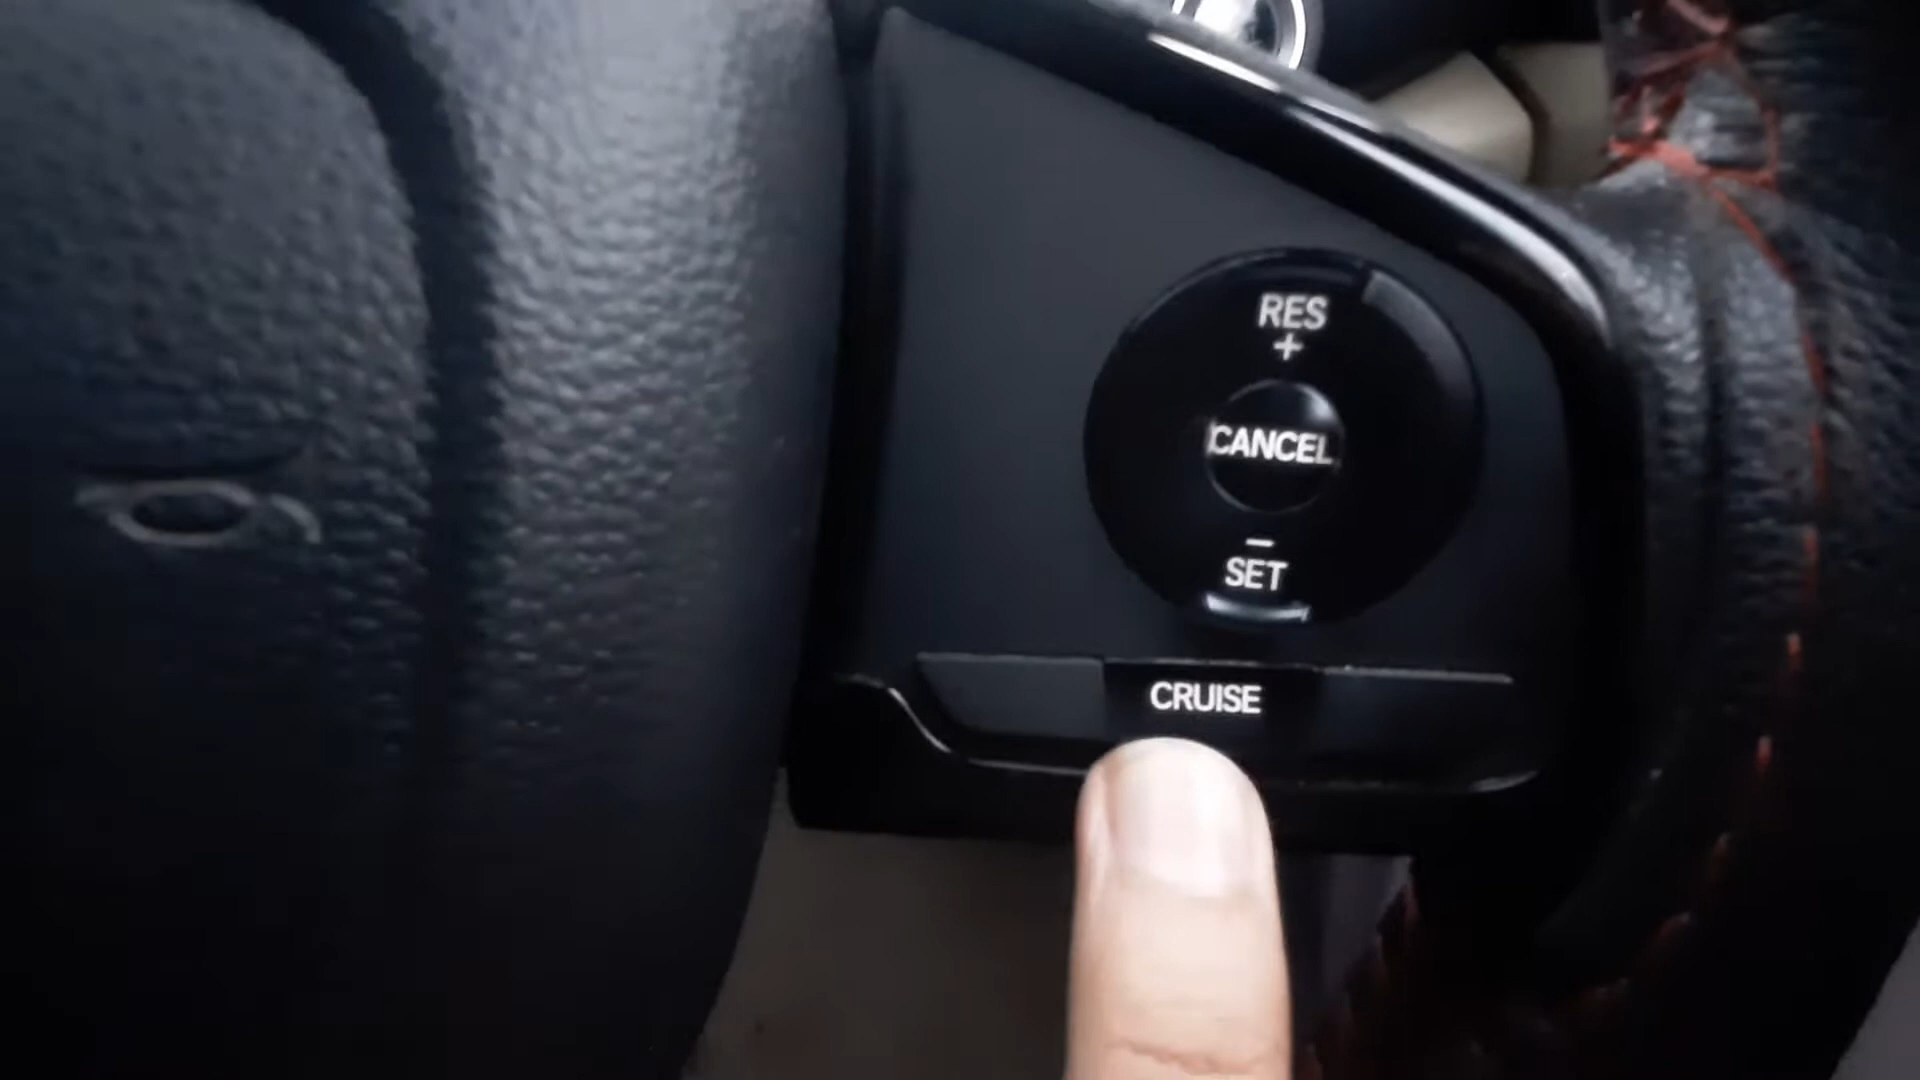 RES
+
CANCEL
–
SET
CRUISE